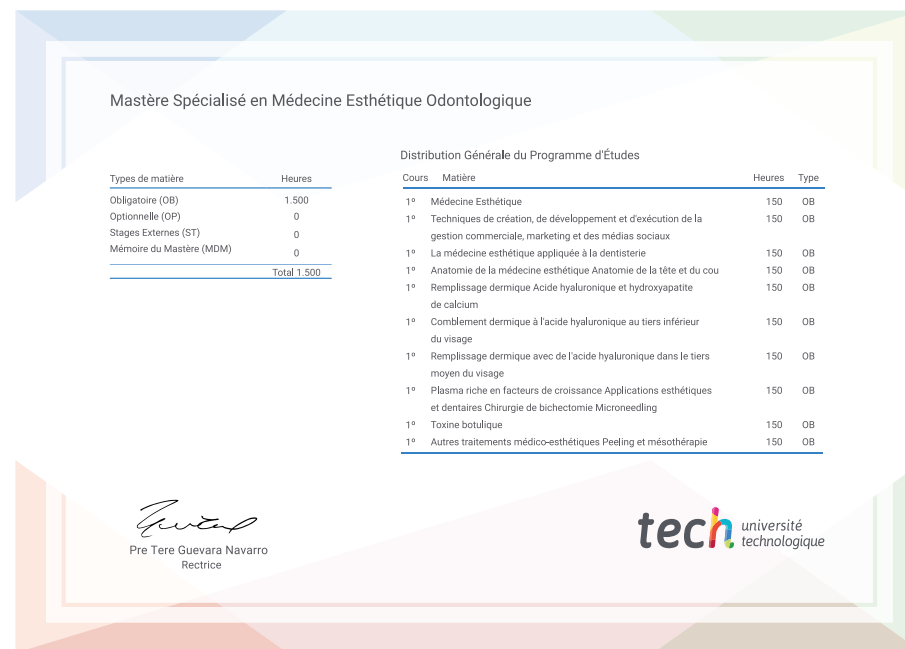 Mastère Spécialisé en Médecine Esthétique Odontologique
Types de matière Heures
Obligatoire (OB) 1.500
Optionnelle (OP) 0
Stages Externes (ST) 0
Mémoire du Mastère (MDM) 0
Total 1.500
Distribution Générale du Programme d'Études
Cours Matière Heures Type
1º Médecine Esthétique 150 OB
1º Techniques de création, de développement et d'exécution de la 150 OB
gestion commerciale, marketing et des médias sociaux
1º La médecine esthétique appliquée à la dentisterie 150 OB
1º Anatomie de la médecine esthétique Anatomie de la tête et du cou 150 OB
1º Remplissage dermique Acide hyaluronique et hydroxyapatite 150 OB
de calcium
1º Comblement dermique à l'acide hyaluronique au tiers inférieur 150 OB
du visage
1º Remplissage dermique avec de l'acide hyaluronique dans le tiers 150 OB
moyen du visage
1º Plasma riche en facteurs de croissance Applications esthétiques 150 OB
et dentaires Chirurgie de bichectomie Microneedling
1º Toxine botulique 150 OB
1º Autres traitements médico-esthétiques Peeling et mésothérapie 150 OB
Pre Tere Guevara Navarro
Rectrice
tech université
technologique